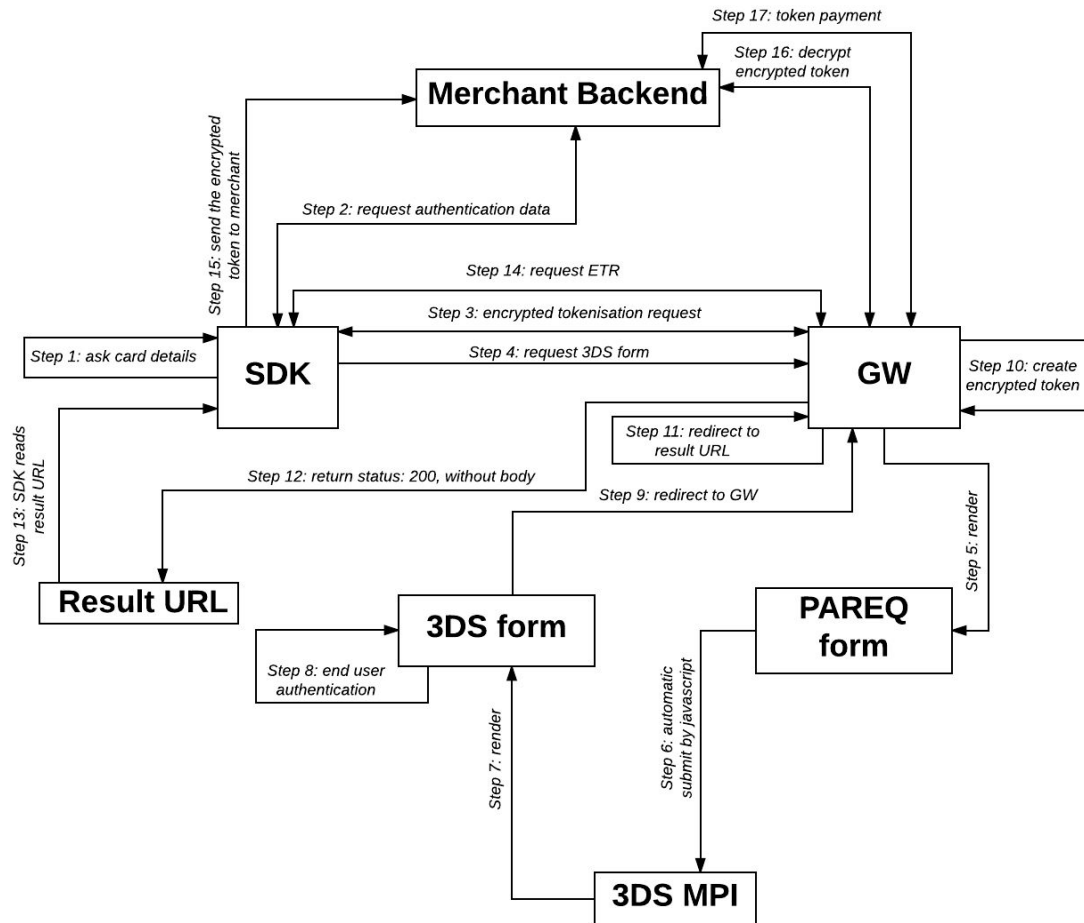 Step 17: token payment
Step 16: decrypt
encrypted token
Merchant Backend
Step 15: send the encrypted
token to merchant
Step 2: request authentication data
Step 14: request ETR
Step 3: encrypted tokenisation request
Step 1: ask card details
SDK
Step 4: request 3DS form
GW
Step 10: create
encrypted token
Step 13: SDK reads
result URL
Step 11: redirect to
result URL
Step 12: return status: 200, without body
Step 9: redirect to GW
Step 5: render
Result URL
3DS form
PAREQ
form
Step 8: end user
authentication
Step 7: render
Step 6: automatic
submit by javascript
3DS MPI